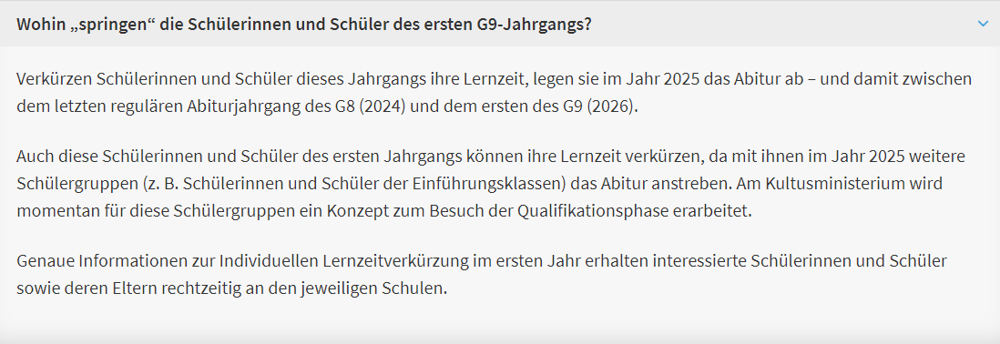 Wohin „springen“ die Schülerinnen und Schüler des ersten G9-Jahrgangs?
Verkürzen Schülerinnen und Schüler dieses Jahrgangs ihre Lernzeit, legen sie im Jahr 2025 das Abitur ab – und damit zwischen
dem letzten regulären Abiturjahrgang des G8 (2024) und dem ersten des G9 (2026).
Auch diese Schülerinnen und Schüler des ersten Jahrgangs können ihre Lernzeit verkürzen, da mit ihnen im Jahr 2025 weitere
Schülergruppen (z. B. Schülerinnen und Schüler der Einführungsklassen) das Abitur anstreben. Am Kultusministerium wird
momentan für diese Schülergruppen ein Konzept zum Besuch der Qualifikationsphase erarbeitet.
Genaue Informationen zur Individuellen Lernzeitverkürzung im ersten Jahr erhalten interessierte Schülerinnen und Schüler
sowie deren Eltern rechtzeitig an den jeweiligen Schulen.